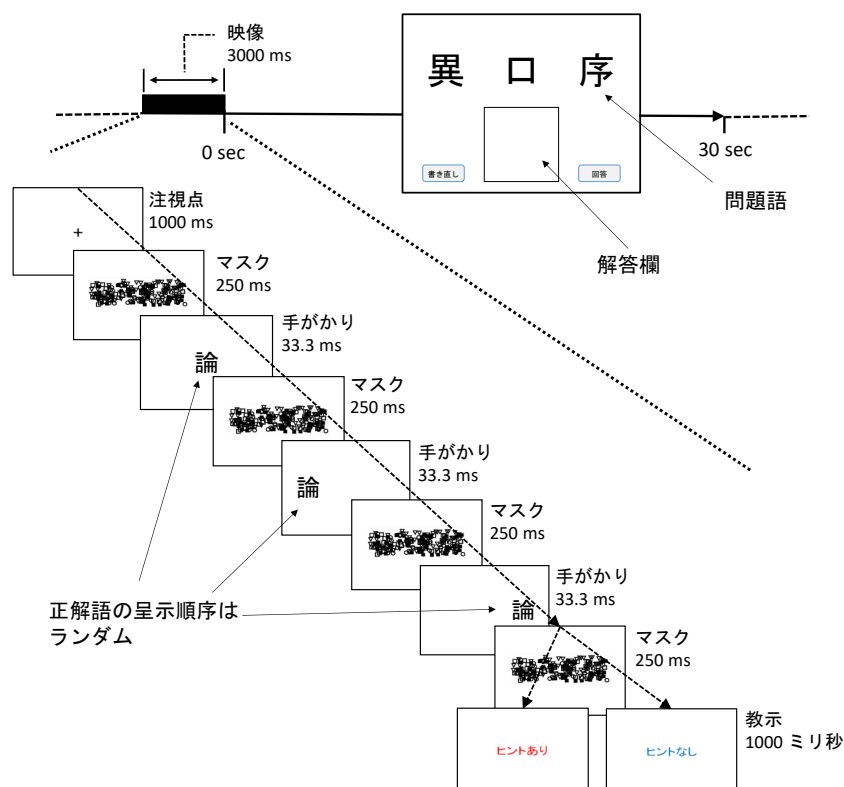 映像
3000 ms
異 口 序
書き直し
回答
0 sec
30 sec
問題語
解答欄
注視点
1000 ms
+
マスク
250 ms
手がかり
33.3 ms
論
マスク
250 ms
手がかり
33.3 ms
論
マスク
250 ms
手がかり
33.3 ms
論
正解語の呈示順序は
ランダム
マスク
250 ms
教示
1000 ミリ秒
ヒントあり
ヒントなし